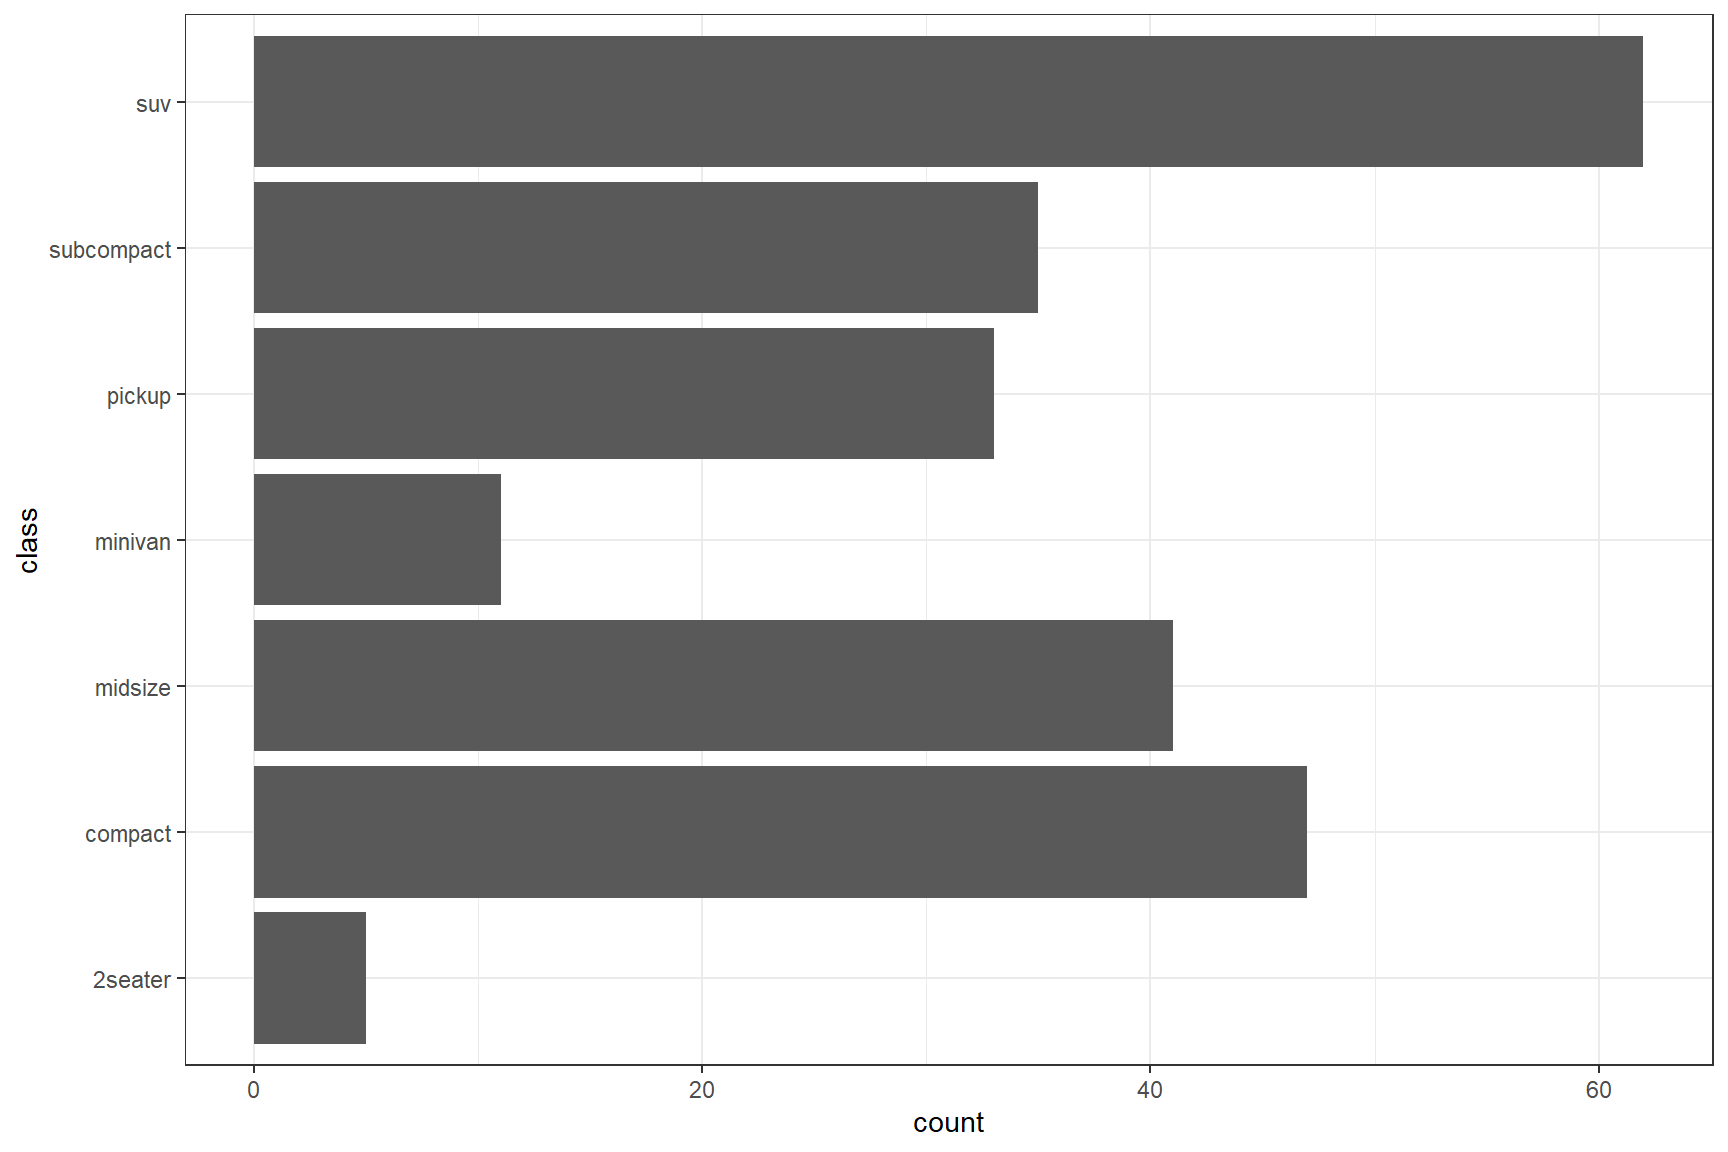 suv
subcompact
pickup
minivan
midsize
compact
2seater
class
0 20 40 60
count